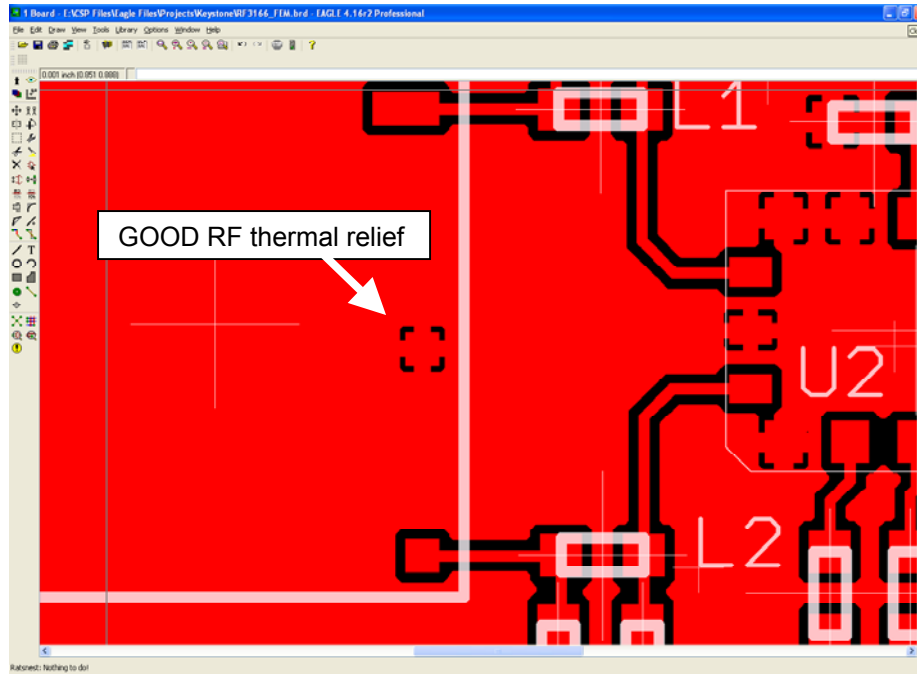 1 Board - E:\CSP Files\Eagle Files\Projects\Keystone\RF3166_FEM.brd - EAGLE 4.16r2 Professional
File Edit Draw View Tools Library Options Window Help
0.001 inch (0.851 0.888)
L1
GOOD RF thermal relief
U2
L2
Ratsnest: Nothing to do!